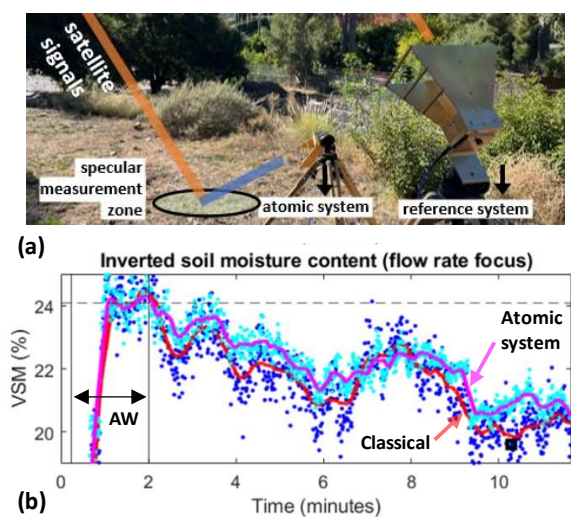 satellite
signals
specular
measurement
zone
atomic system
reference system
(a)
Inverted soil moisture content (flow rate focus)
24
22
20
VSM (%)
AW
Atomic
system
Classical
0
2
4
6
8
10
Time (minutes)
(b)